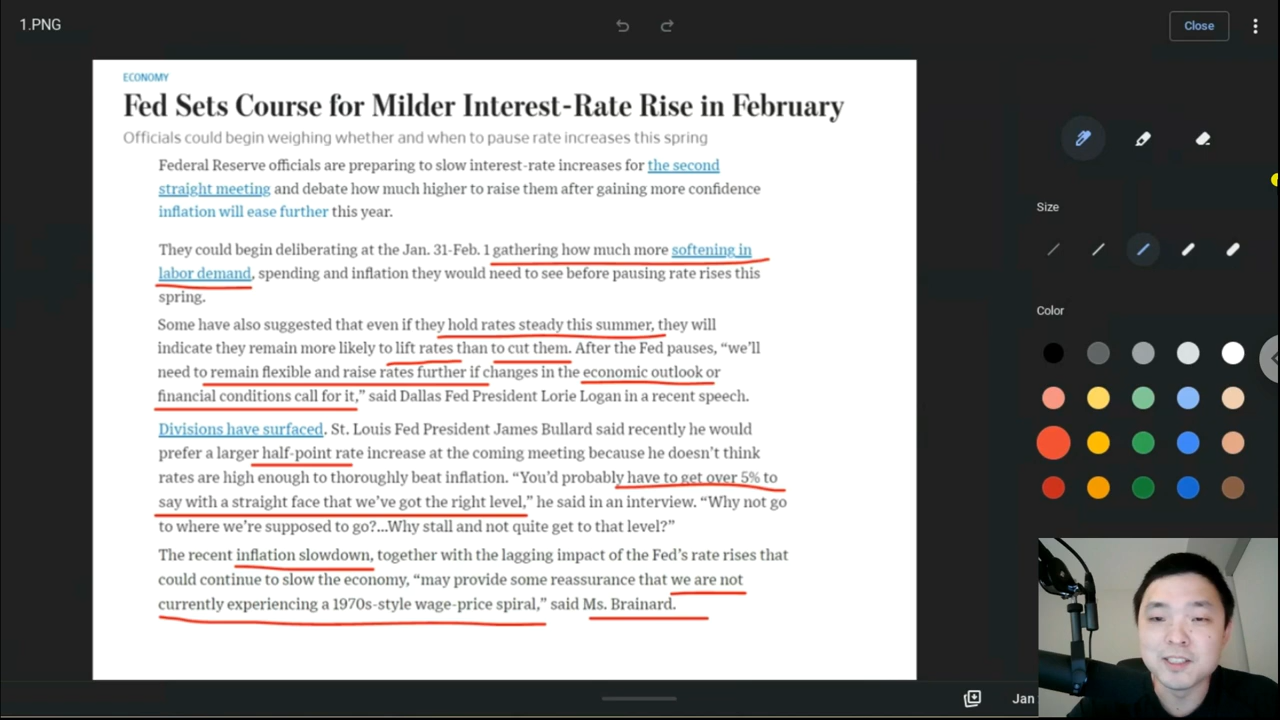 1.PNG
Close
ECONOMY
Fed Sets Course for Milder Interest-Rate Rise in February
Officials could begin weighing whether and when to pause rate increases this spring
Federal Reserve officials are preparing to slow interest-rate increases for the second
straight meeting and debate how much higher to raise them after gaining more confidence
inflation will ease further this year.
They could begin deliberating at the Jan. 31-Feb. 1 gathering how much more softening in
labor demand, spending and inflation they would need to see before pausing rate rises this
spring.
Some have also suggested that even if they hold rates steady this summer, they will
indicate they remain more likely to lift rates than to cut them. After the Fed pauses, “we’ll
need to remain flexible and raise rates further if changes in the economic outlook or
financial conditions call for it,” said Dallas Fed President Lorie Logan in a recent speech.
Divisions have surfaced. St. Louis Fed President James Bullard said recently he would
prefer a larger half-point rate increase at the coming meeting because he doesn’t think
rates are high enough to thoroughly beat inflation. “You’d probably have to get over 5% to
say with a straight face that we’ve got the right level,” he said in an interview. “Why not go
to where we’re supposed to go?...Why stall and not quite get to that level?”
The recent inflation slowdown, together with the lagging impact of the Fed’s rate rises that
could continue to slow the economy, “may provide some reassurance that we are not
currently experiencing a 1970s-style wage-price spiral,” said Ms. Brainard.
Size
Color
Jan